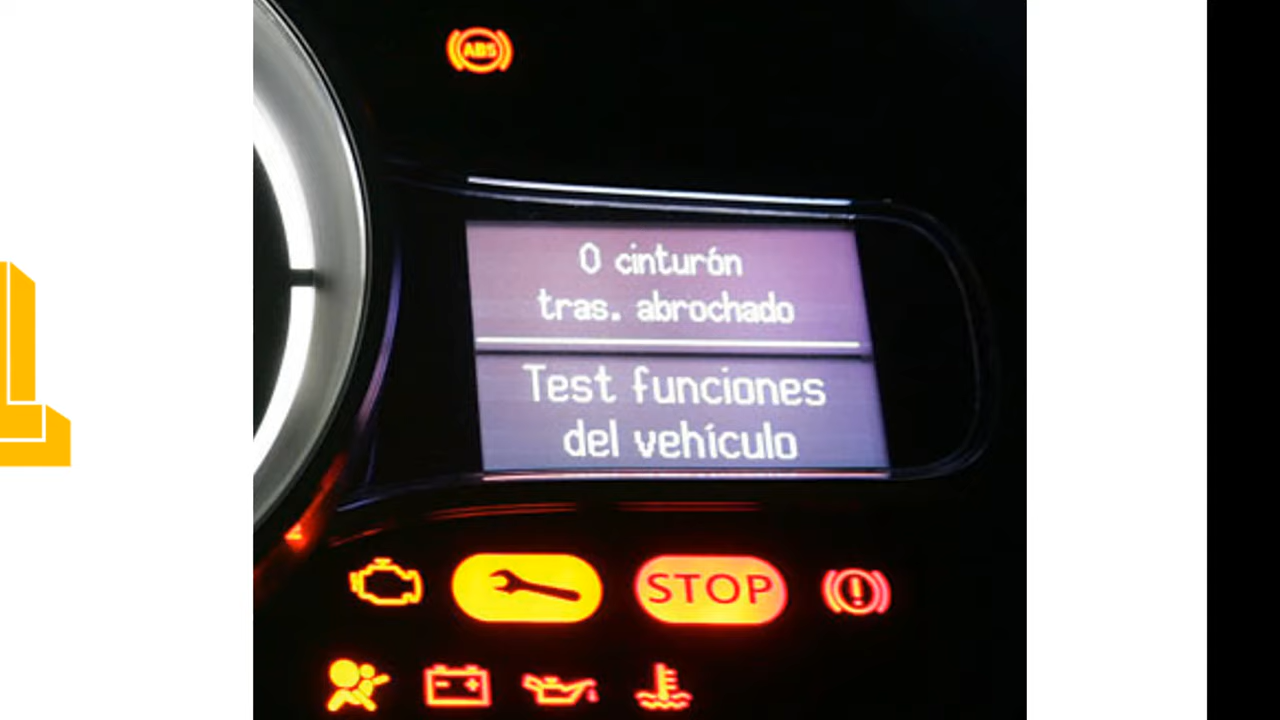 ABS
0 cinturón
tras. abrochado
Test funciones
del vehículo
STOP